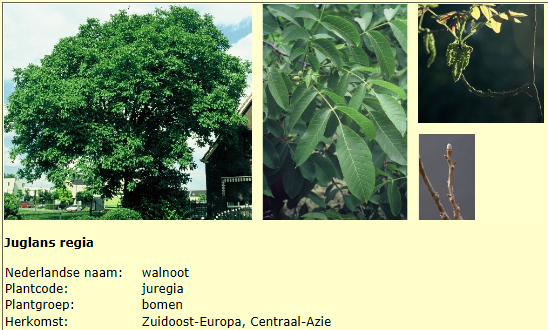 Juglans regia
Nederlandse naam: walnoot
Plantcode: juregia
Plantgroep: bomen
Herkomst: Zuidoost-Europa, Centraal-Azie